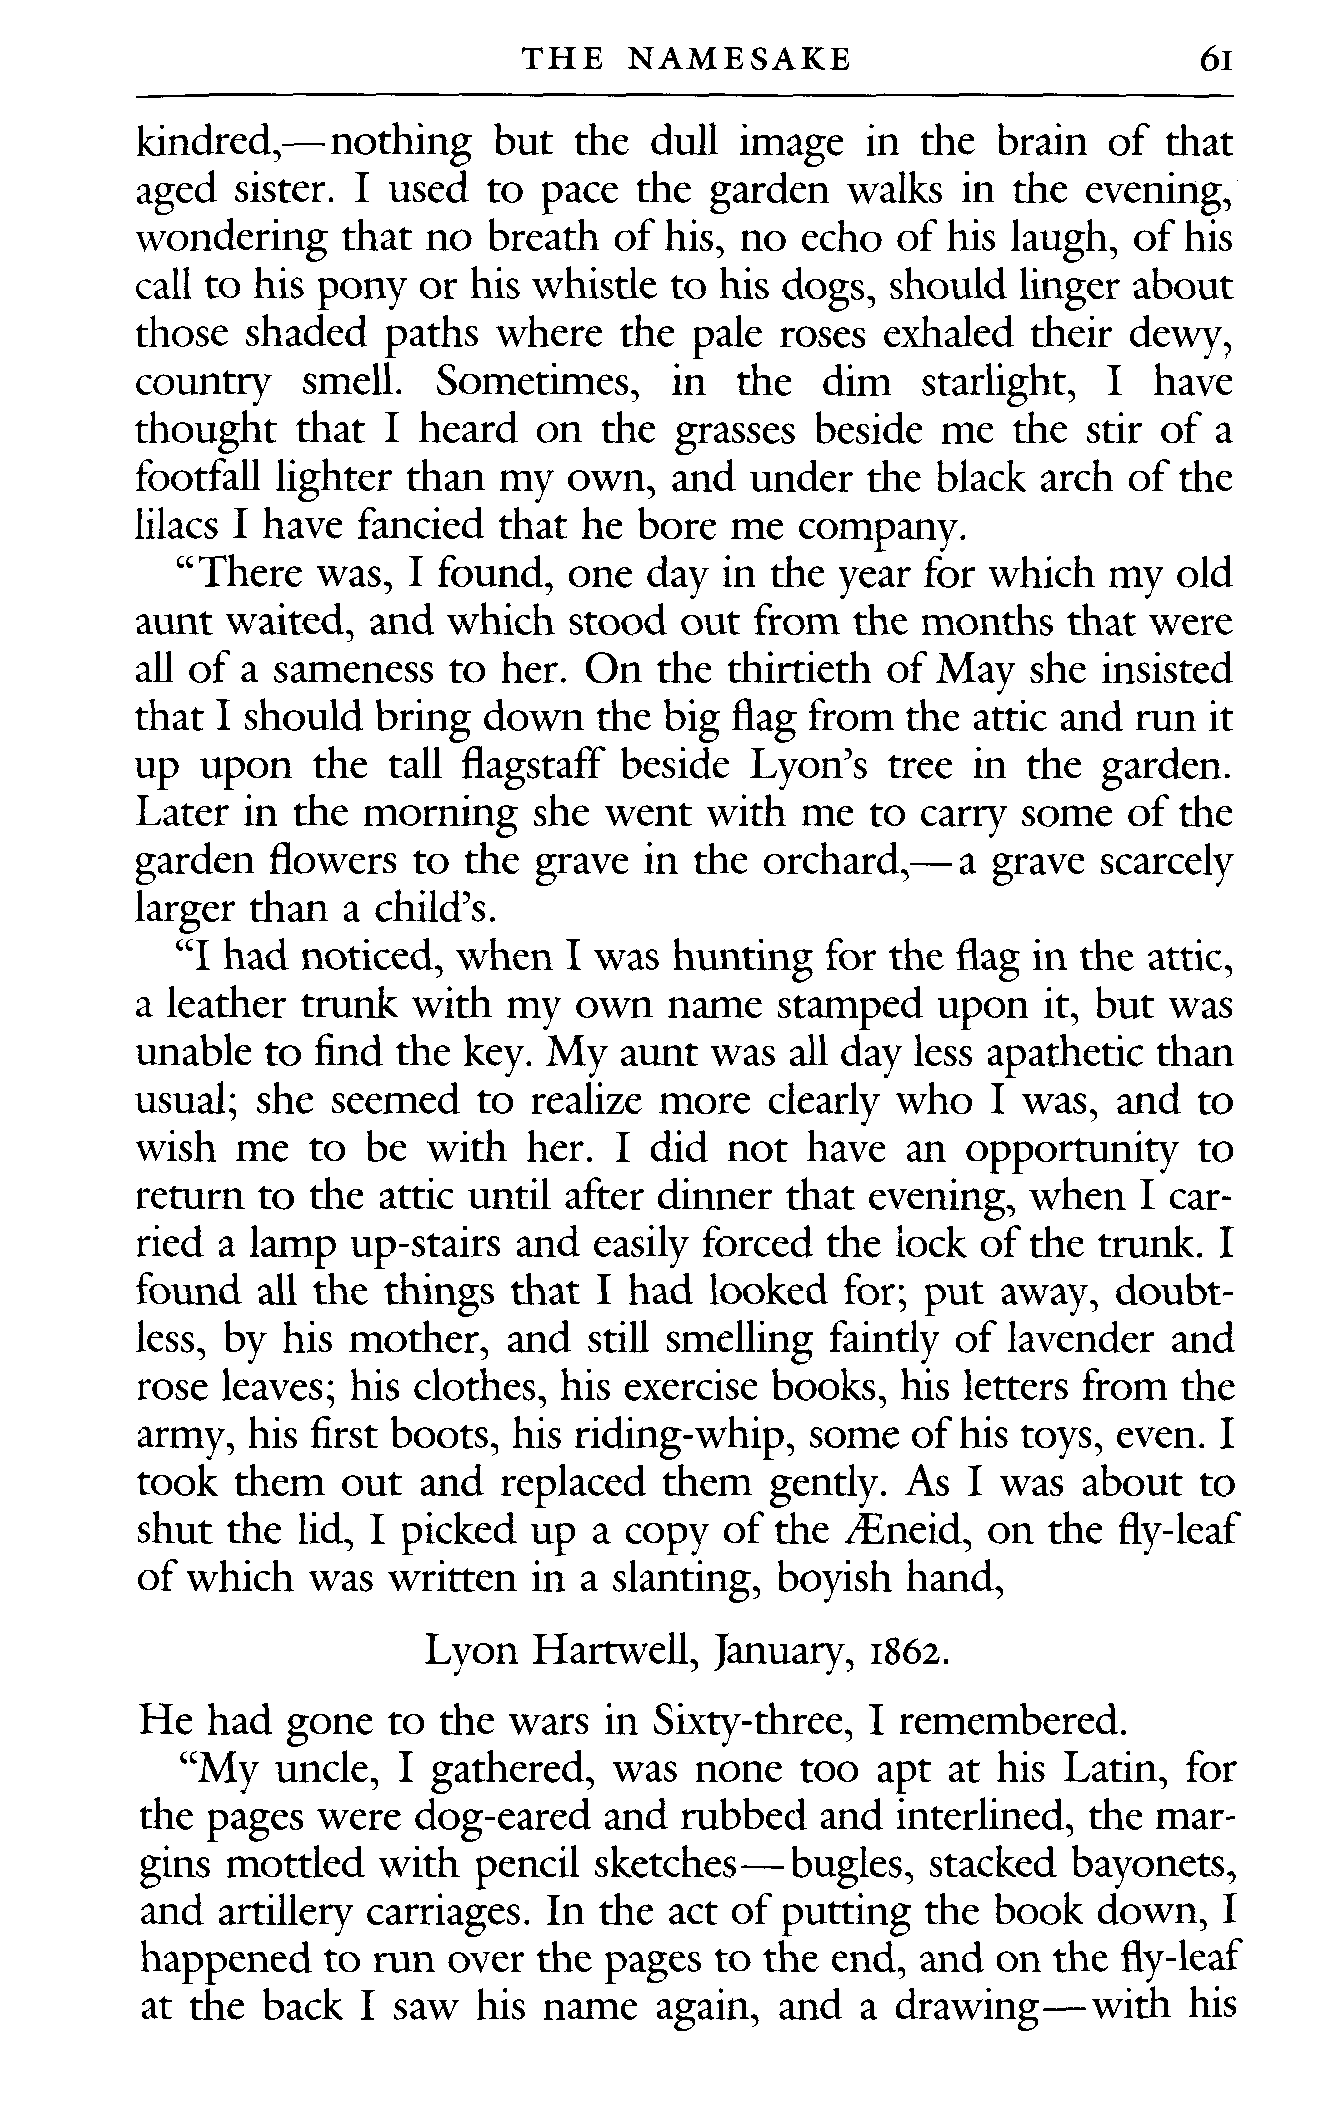 THE NAMESAKE 61
kindred,—nothing but the dull image in the brain of that
aged sister. I used to pace the garden walks in the evening,
wondering that no breath of his, no echo of his laugh, of his
call to his pony or his whistle to his dogs, should linger about
those shaded paths where the pale roses exhaled their dewy,
country smell. Sometimes, in the dim starlight, I have
thought that I heard on the grasses beside me the stir of a
footfall lighter than my own, and under the black arch of the
lilacs I have fancied that he bore me company.
“There was, I found, one day in the year for which my old
aunt waited, and which stood out from the months that were
all of a sameness to her. On the thirtieth of May she insisted
that I should bring down the big flag from the attic and run it
up upon the tall flagstaff beside Lyon’s tree in the garden.
Later in the morning she went with me to carry some of the
garden flowers to the grave in the orchard,—a grave scarcely
larger than a child’s.
“I had noticed, when I was hunting for the flag in the attic,
a leather trunk with my own name stamped upon it, but was
unable to find the key. My aunt was all day less apathetic than
usual; she seemed to realize more clearly who I was, and to
wish me to be with her. I did not have an opportunity to
return to the attic until after dinner that evening, when I car-
ried a lamp up-stairs and easily forced the lock of the trunk. I
found all the things that I had looked for; put away, doubt-
less, by his mother, and still smelling faintly of lavender and
rose leaves; his clothes, his exercise books, his letters from the
army, his first boots, his riding-whip, some of his toys, even. I
took them out and replaced them gently. As I was about to
shut the lid, I picked up a copy of the Æneid, on the fly-leaf
of which was written in a slanting, boyish hand,
Lyon Hartwell, January, 1862.
He had gone to the wars in Sixty-three, I remembered.
“My uncle, I gathered, was none too apt at his Latin, for
the pages were dog-eared and rubbed and interlined, the mar-
gins mottled with pencil sketches—bugles, stacked bayonets,
and artillery carriages. In the act of putting the book down, I
happened to run over the pages to the end, and on the fly-leaf
at the back I saw his name again, and a drawing—with his